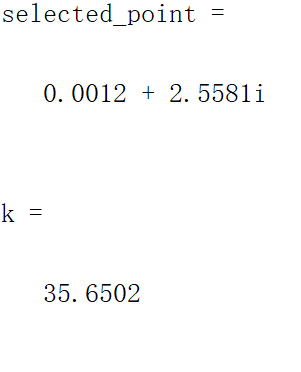 selected_point =
0.0012 + 2.5581i
k =
35.6502